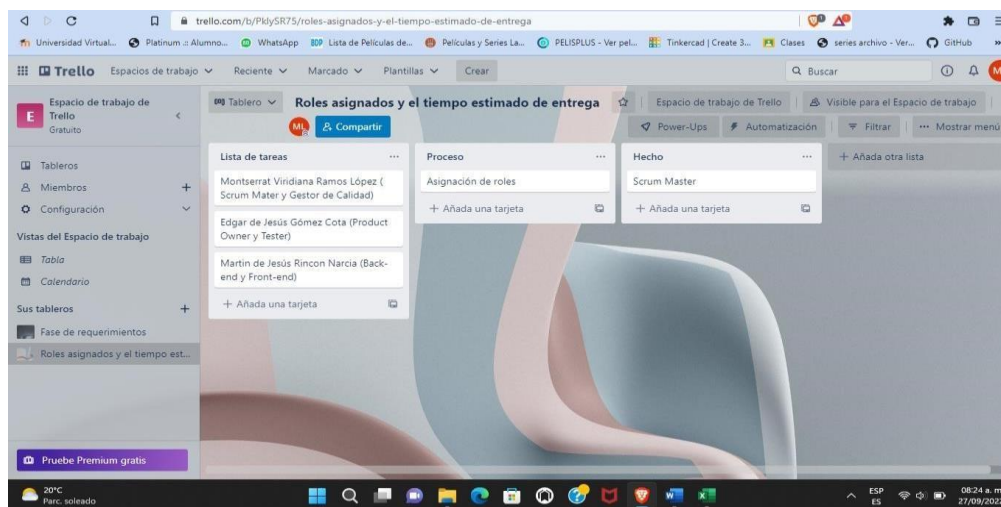 trello.com/b/PklySR75/roles-asignados-y-el-tiempo-estimado-de-entrega
Universidad Virtual... Platinum .: Alumno... WhatsApp Lista de Películas de... Películas y Series La... PELISPLUS - Ver pel... Tinkercad | Create 3... Clases series archivo - Ver... GitHub »
Trello Espacios de trabajo Reciente Marcado Plantillas Crear Buscar
E Espacio de trabajo de
Trello
Gratuito
Tableros
Miembros +
Configuración
Vistas del Espacio de trabajo
Tabla
Calendario
Sus tableros +
Fase de requerimientos
Roles asignados y el tiempo est...
Pruebe Premium gratis
Tablero Roles asignados y el tiempo estimado de entrega Espacio de trabajo de Trello Visible para el Espacio de trabajo
ML Compartir Power-Ups Automatización Filtrar ... Mostrar menú
Lista de tareas ...
Montserrat Viridiana Ramos López (
Scrum Mater y Gestor de Calidad)
Edgar de Jesús Gómez Cota (Product
Owner y Tester)
Martin de Jesús Rincon Narcia (Back-
end y Front-end)
+ Añada una tarjeta
Proceso ...
Asignación de roles
+ Añada una tarjeta
Hecho ...
Scrum Master
+ Añada una tarjeta
+ Añada otra lista
20°C
Parc. soleado
ESP
ES
08:24 a. m